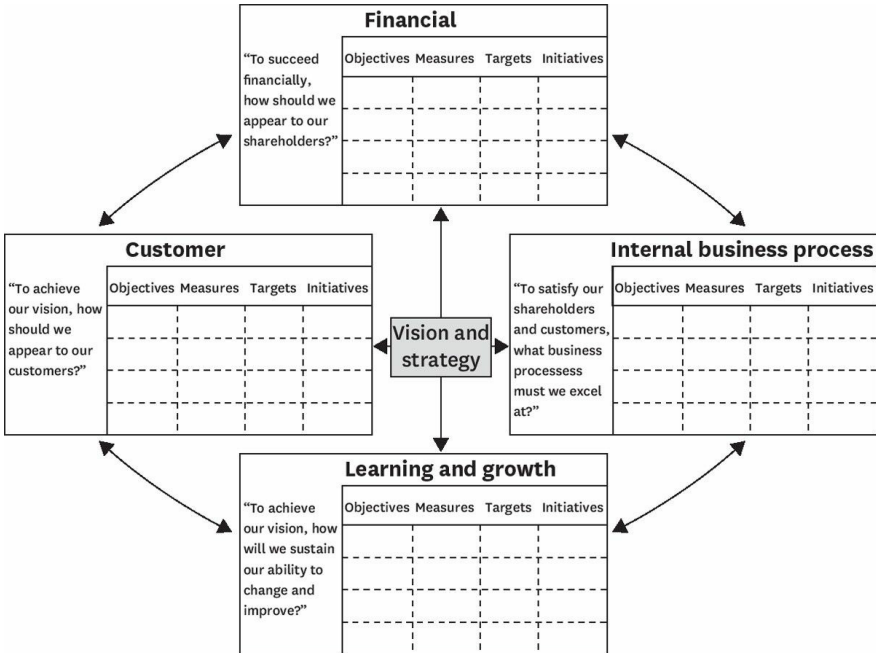 Financial
“To succeed
financially,
how should we
appear to our
shareholders?”
Objectives Measures Targets Initiatives
Customer
“To achieve
our vision, how
should we
appear to our
customers?”
Objectives Measures Targets Initiatives
Vision and
strategy
Internal business process
“To satisfy our
shareholders
and customers,
what business
processess
must we excel
at?”
Objectives Measures Targets Initiatives
Learning and growth
“To achieve
our vision, how
will we sustain
our ability to
change and
improve?”
Objectives Measures Targets Initiatives